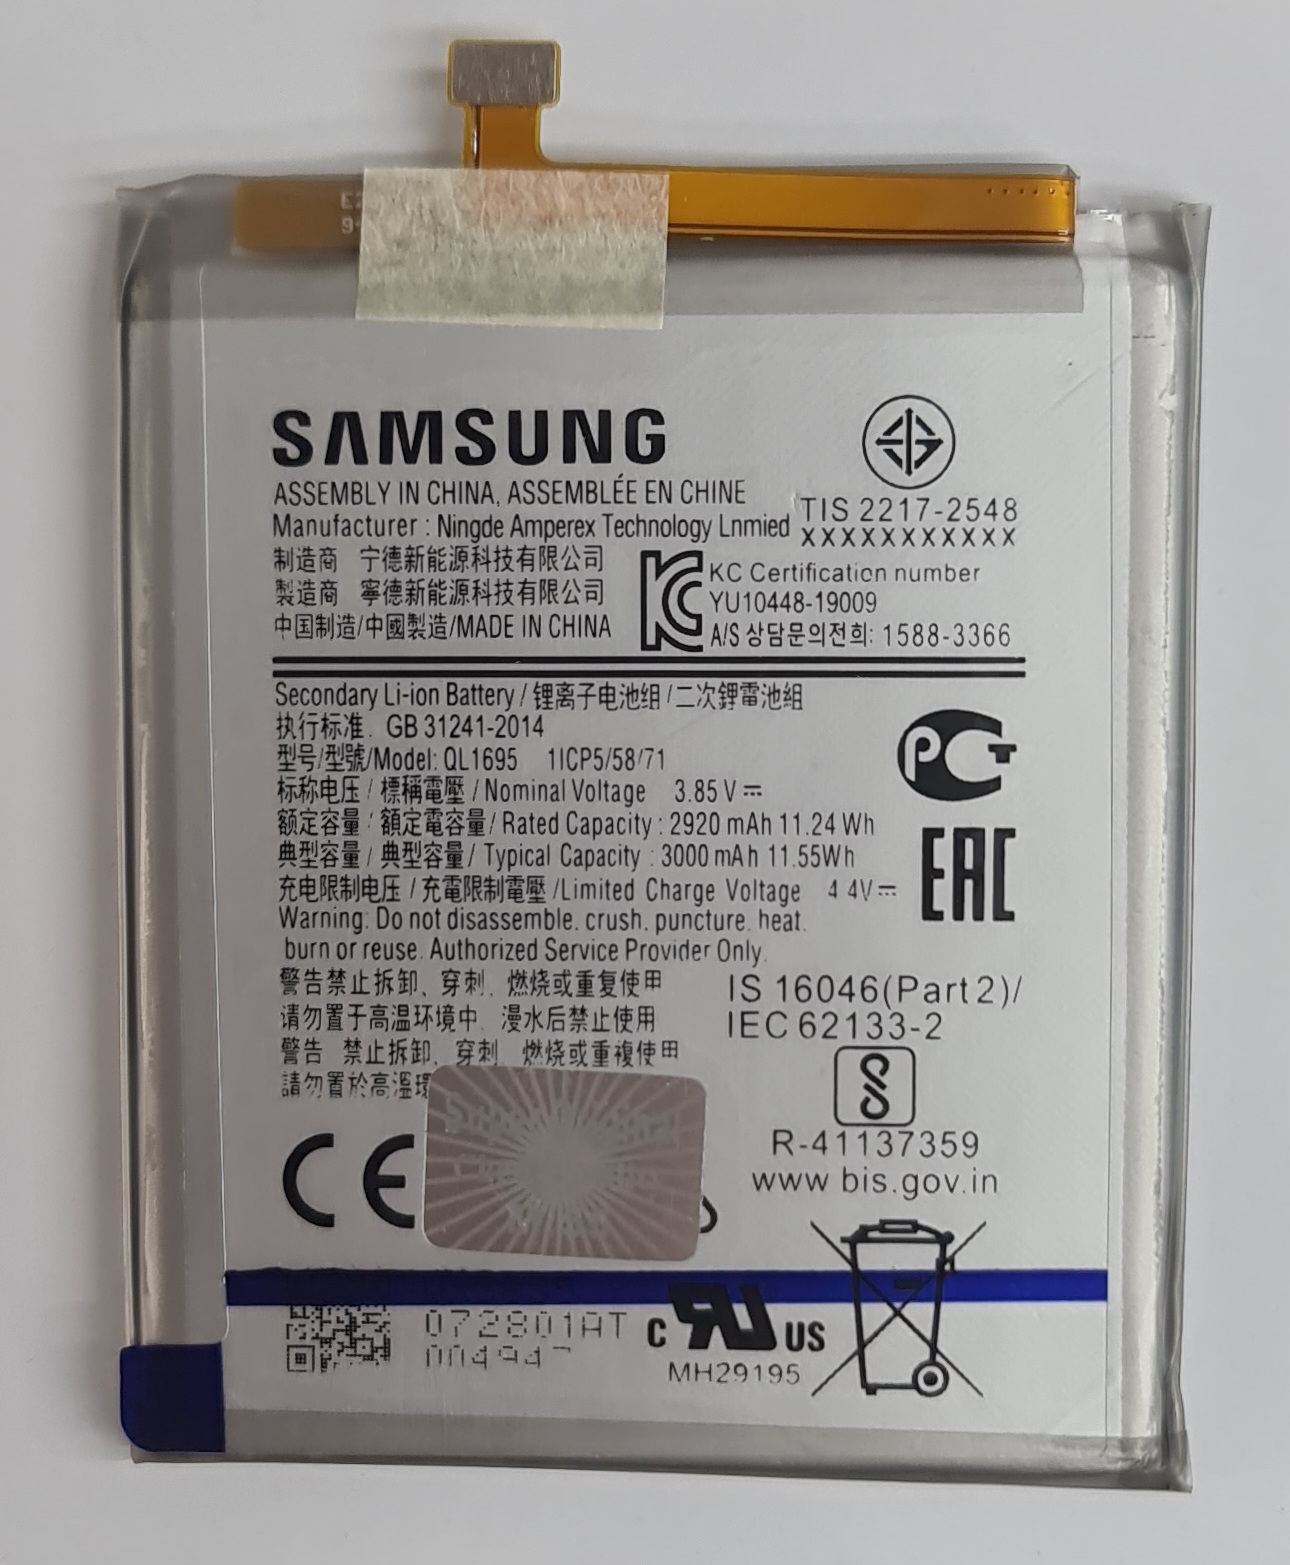 SAMSUNG
ASSEMBLY IN CHINA, ASSEMBLÉE EN CHINE
Manufacturer : Ningde Amperex Technology Lnmied
制造商 宁德新能源科技有限公司
製造商 寧德新能源科技有限公司
中国制造/中國製造/MADE IN CHINA
TIS 2217-2548
XXXXXXXXXXX
KC Certification number
YU10448-19009
A/S 상담문의전희: 1588-3366
Secondary Li-ion Battery / 锂离子电池组 / 二次鋰電池組
执行标准. GB 31241-2014
型号/型號/Model: QL1695 1ICP5/58/71
标称电压 / 標稱電壓 / Nominal Voltage 3.85 V
额定容量 : 額定電容量/ Rated Capacity : 2920 mAh 11.24 Wh
典型容量 / 典型容量/ Typical Capacity : 3000 mAh 11.55Wh
充电限制电压 / 充電限制電壓 /Limited Charge Voltage 4 4V
Warning: Do not disassemble. crush, puncture. heat.
burn or reuse. Authorized Service Provider Only.
警告禁止拆卸、穿刺、燃烧或重复使用
请勿置于高温环境中、浸水后禁止使用
警告 禁止拆卸、穿刺、燃燒或重複使用
請勿置於高溫環
PCT
EAC
IS 16046(Part 2)/
IEC 62133-2
R-41137359
www bis.gov.in
CE
072801AT
c RU US
MH29195